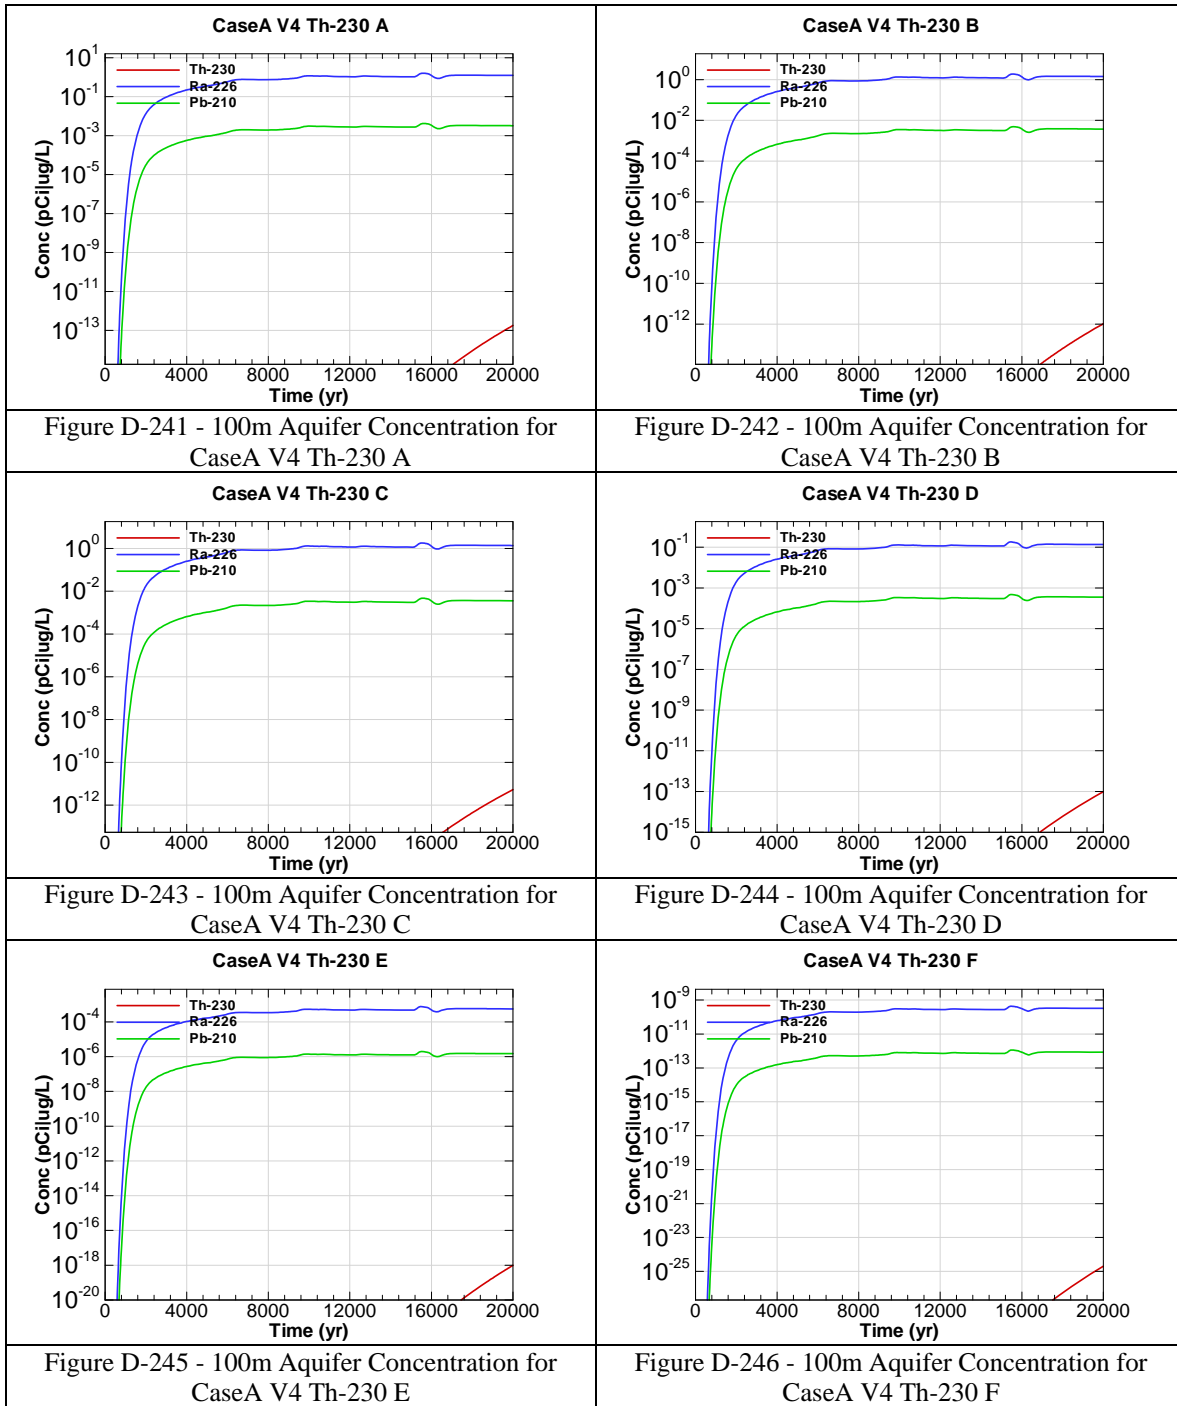 CaseA V4 Th-230 A
Th-230
Ra-226
Pb-210
Conc (pCi|ug/L)
10^1
10^-1
10^-3
10^-5
10^-7
10^-9
10^-11
10^-13
0 4000 8000 12000 16000 20000
Time (yr)
Figure D-241 - 100m Aquifer Concentration for
CaseA V4 Th-230 A
CaseA V4 Th-230 B
Th-230
Ra-226
Pb-210
Conc (pCi|ug/L)
10^0
10^-2
10^-4
10^-6
10^-8
10^-10
10^-12
0 4000 8000 12000 16000 20000
Time (yr)
Figure D-242 - 100m Aquifer Concentration for
CaseA V4 Th-230 B
CaseA V4 Th-230 C
Th-230
Ra-226
Pb-210
Conc (pCi|ug/L)
10^0
10^-2
10^-4
10^-6
10^-8
10^-10
10^-12
0 4000 8000 12000 16000 20000
Time (yr)
Figure D-243 - 100m Aquifer Concentration for
CaseA V4 Th-230 C
CaseA V4 Th-230 D
Th-230
Ra-226
Pb-210
Conc (pCi|ug/L)
10^-1
10^-3
10^-5
10^-7
10^-9
10^-11
10^-13
10^-15
0 4000 8000 12000 16000 20000
Time (yr)
Figure D-244 - 100m Aquifer Concentration for
CaseA V4 Th-230 D
CaseA V4 Th-230 E
Th-230
Ra-226
Pb-210
Conc (pCi|ug/L)
10^-4
10^-6
10^-8
10^-10
10^-12
10^-14
10^-16
10^-18
10^-20
0 4000 8000 12000 16000 20000
Time (yr)
Figure D-245 - 100m Aquifer Concentration for
CaseA V4 Th-230 E
CaseA V4 Th-230 F
Th-230
Ra-226
Pb-210
Conc (pCi|ug/L)
10^-9
10^-11
10^-13
10^-15
10^-17
10^-19
10^-21
10^-23
10^-25
0 4000 8000 12000 16000 20000
Time (yr)
Figure D-246 - 100m Aquifer Concentration for
CaseA V4 Th-230 F